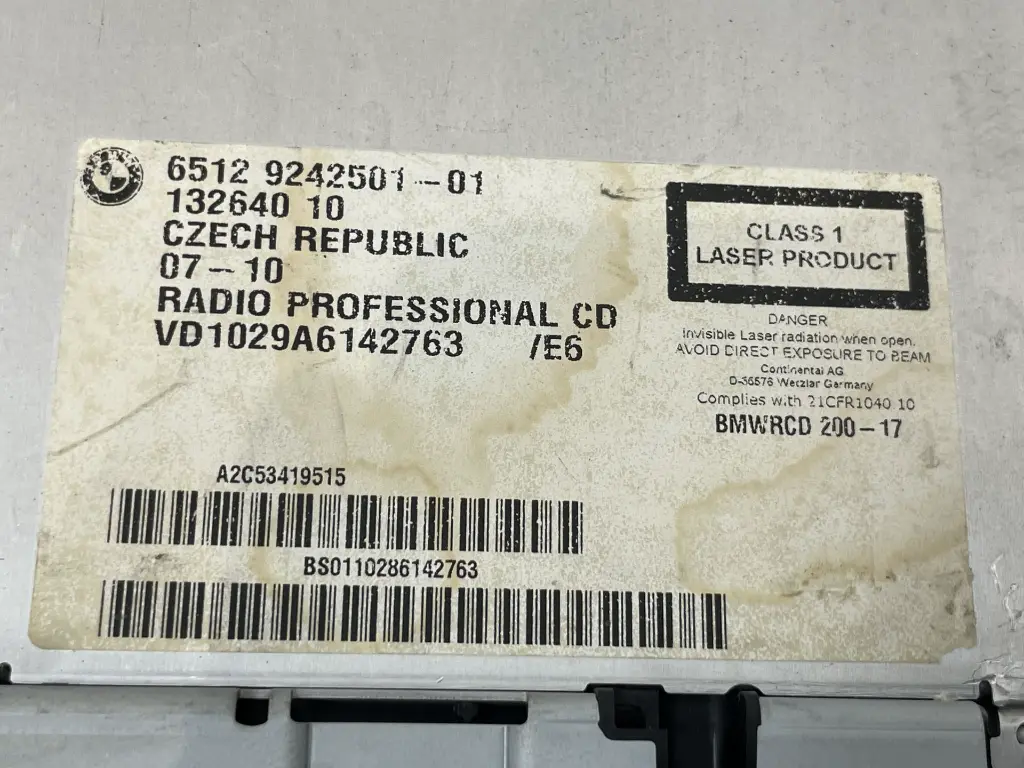 6512 9242501-01
132640 10
CZECH REPUBLIC
07-10
RADIO PROFESSIONAL CD
VD1029A6142763 /E6
CLASS 1
LASER PRODUCT
DANGER
Invisible Laser radiation when open.
AVOID DIRECT EXPOSURE TO BEAM
Continental AG
D-35576 Wetzlar Germany
Complies with 21CFR1040 10
BMWRCD 200-17
A2C53419515
BS0110286142763